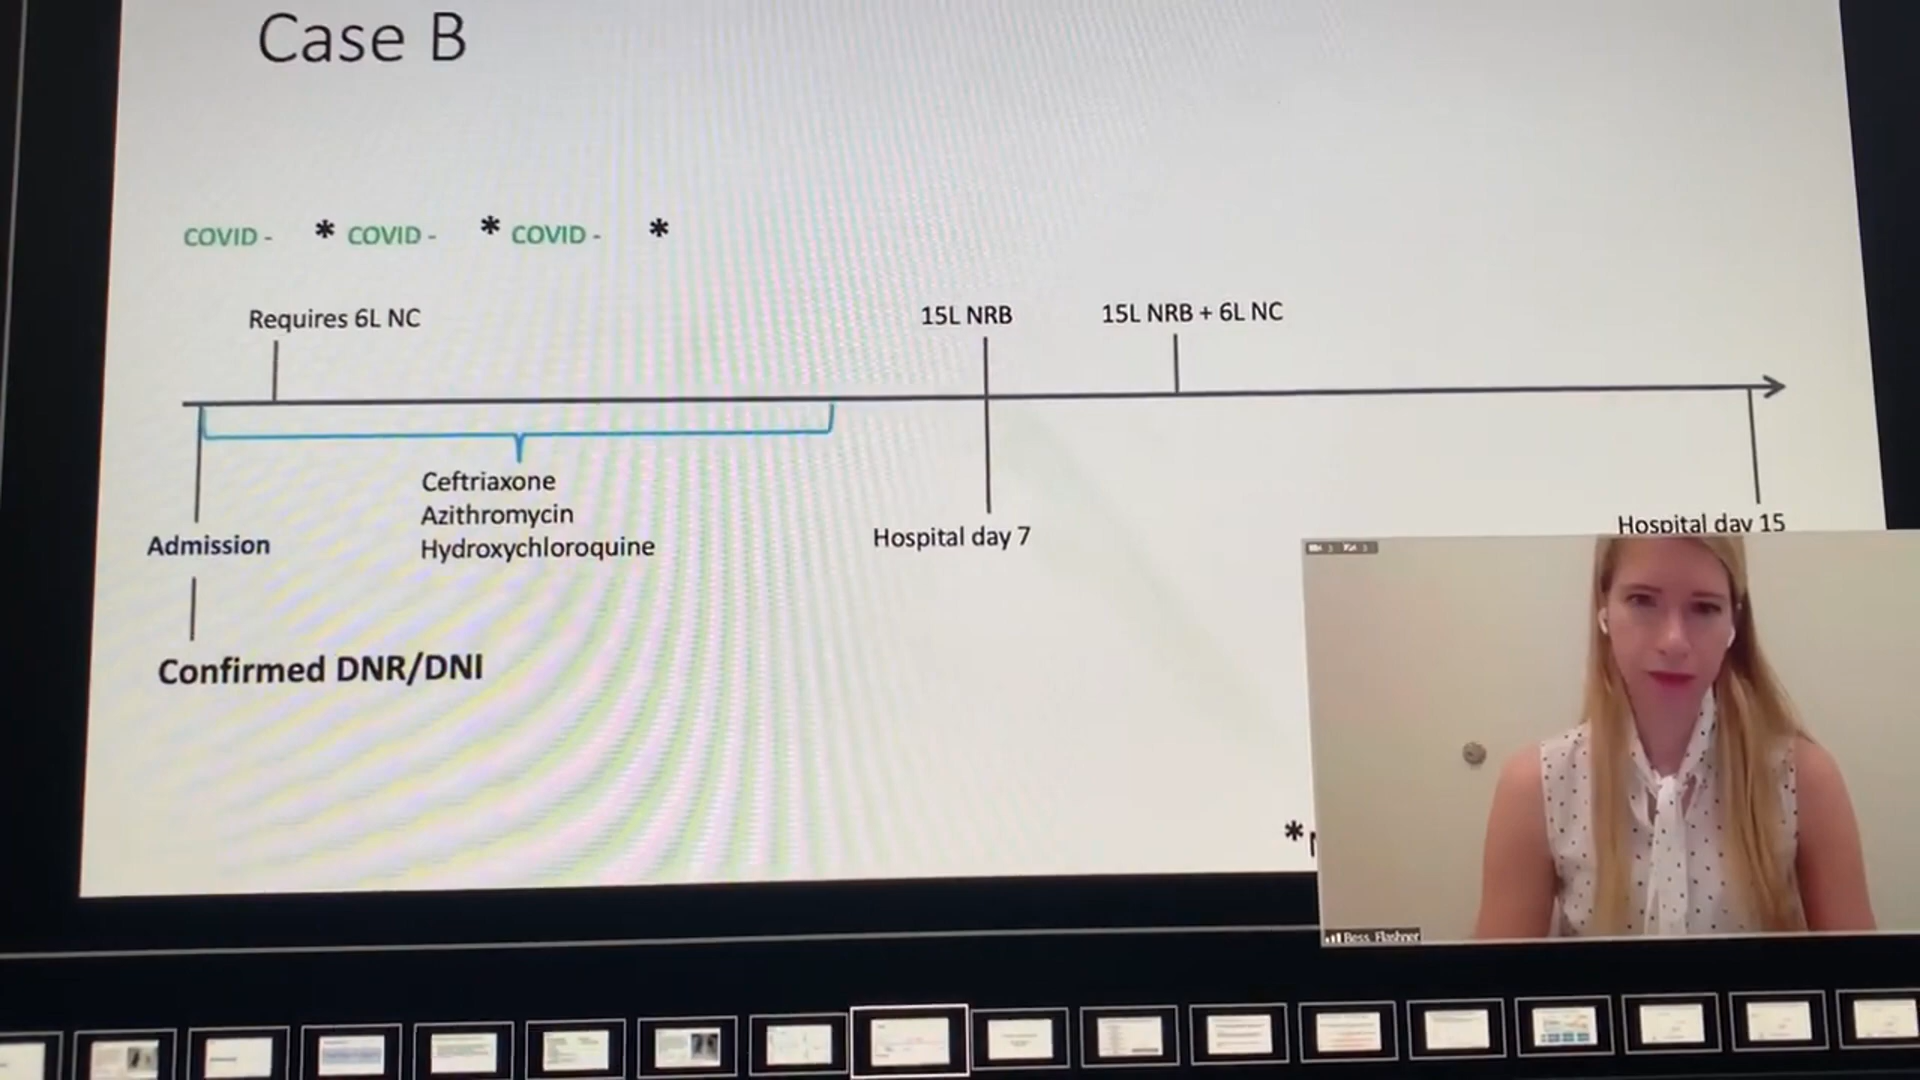 Case B
COVID - * COVID - * COVID - *
Requires 6L NC
15L NRB
15L NRB + 6L NC
Ceftriaxone
Azithromycin
Hydroxychloroquine
Admission
Hospital day 7
Hospital day 15
Confirmed DNR/DNI
*
Bess Flashner